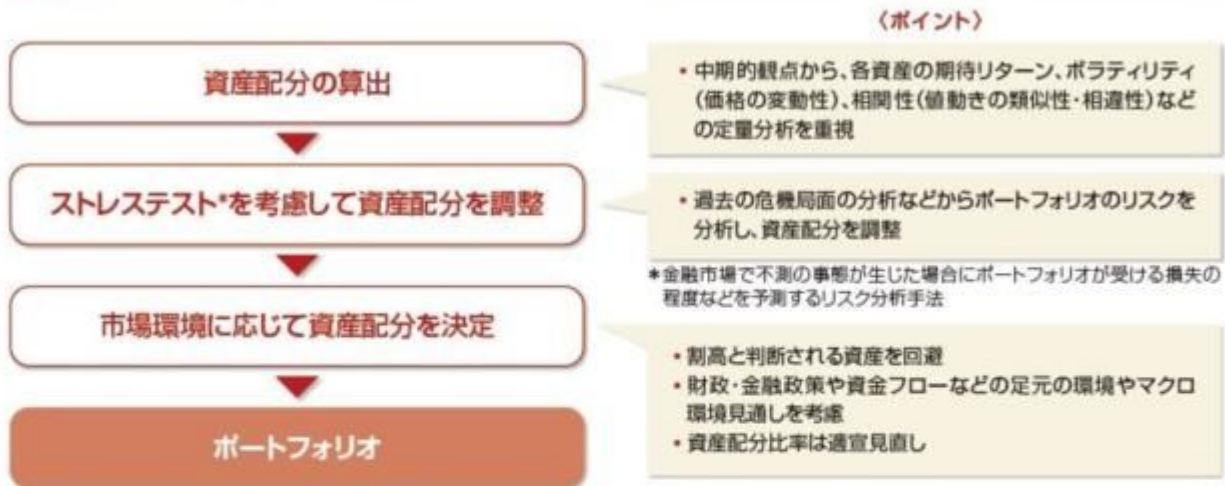 〈ポイント〉
資産配分の算出
・中期的観点から、各資産の期待リターン、ボラティリティ
(価格の変動性)、相関性(値動きの類似性・相違性)など
の定量分析を重視
ストレステスト*を考慮して資産配分を調整
・過去の危機局面の分析などからポートフォリオのリスクを
分析し、資産配分を調整
*金融市場で不測の事態が生じた場合にポートフォリオが受ける損失の
程度などを予測するリスク分析手法
市場環境に応じて資産配分を決定
・割高と判断される資産を回避
・財政・金融政策や資金フローなどの足元の環境やマクロ
環境見通しを考慮
・資産配分比率は適宜見直し
ポートフォリオ